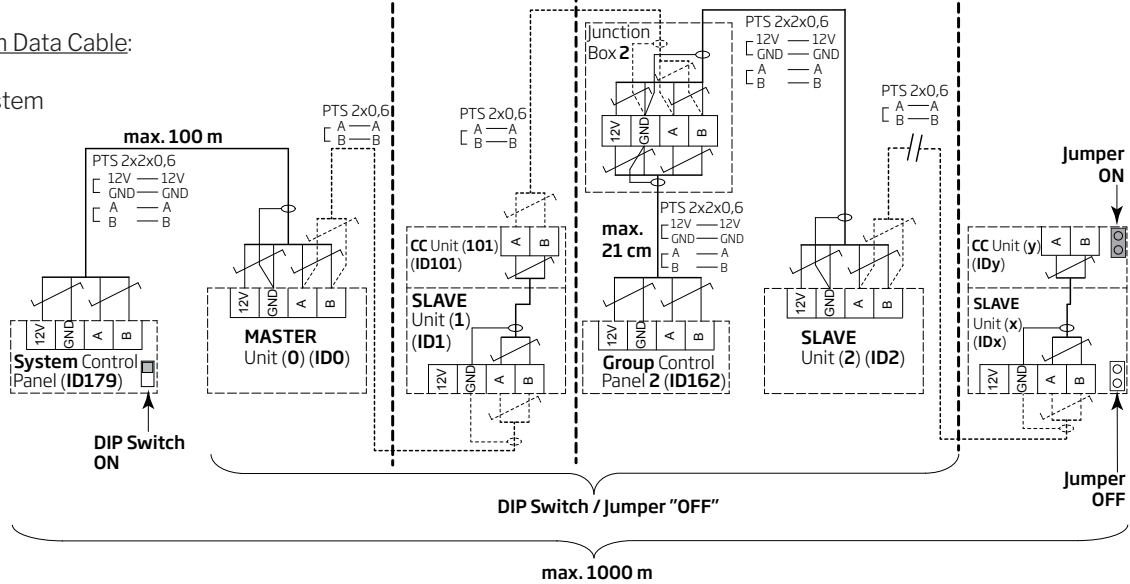 n Data Cable:
stem
max. 100 m
PTS 2x2x0,6
12V 12V
GND GND
A A
B B
PTS 2x0,6
A A
B B
PTS 2x0,6
A A
B B
Junction
Box 2
12V GND A B
PTS 2x2x0,6
12V 12V
GND GND
A A
B B
PTS 2x0,6
A A
B B
Jumper
ON
max.
21 cm
PTS 2x2x0,6
12V 12V
GND GND
A A
B B
CC Unit (101)
(ID101)
A B
CC Unit (y)
(IDy)
A B
12V GND A B
System Control
Panel (ID179)
12V GND A B
MASTER
Unit (0) (ID0)
SLAVE
Unit (1)
(ID1)
12V GND A B
12V GND A B
Group Control
Panel 2 (ID162)
12V GND A B
SLAVE
Unit (2) (ID2)
SLAVE
Unit (x)
(IDx)
12V GND A B
DIP Switch
ON
DIP Switch / Jumper "OFF"
Jumper
OFF
max. 1000 m